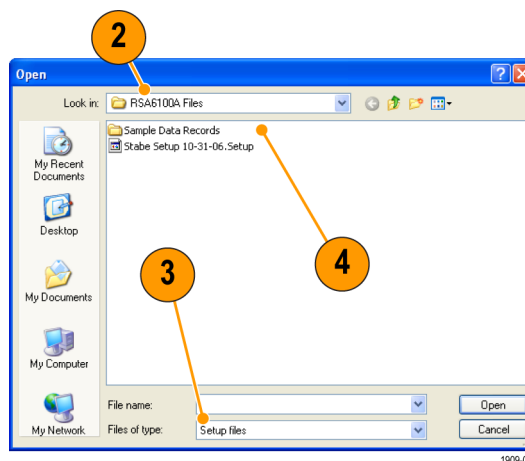 2
Open
Look in: RSA6100A Files
Sample Data Records
Stabe Setup 10-31-06.Setup
My Recent
Documents
Desktop
My Documents
My Computer
My Network
3
4
File name:
Open
Files of type: Setup files
Cancel